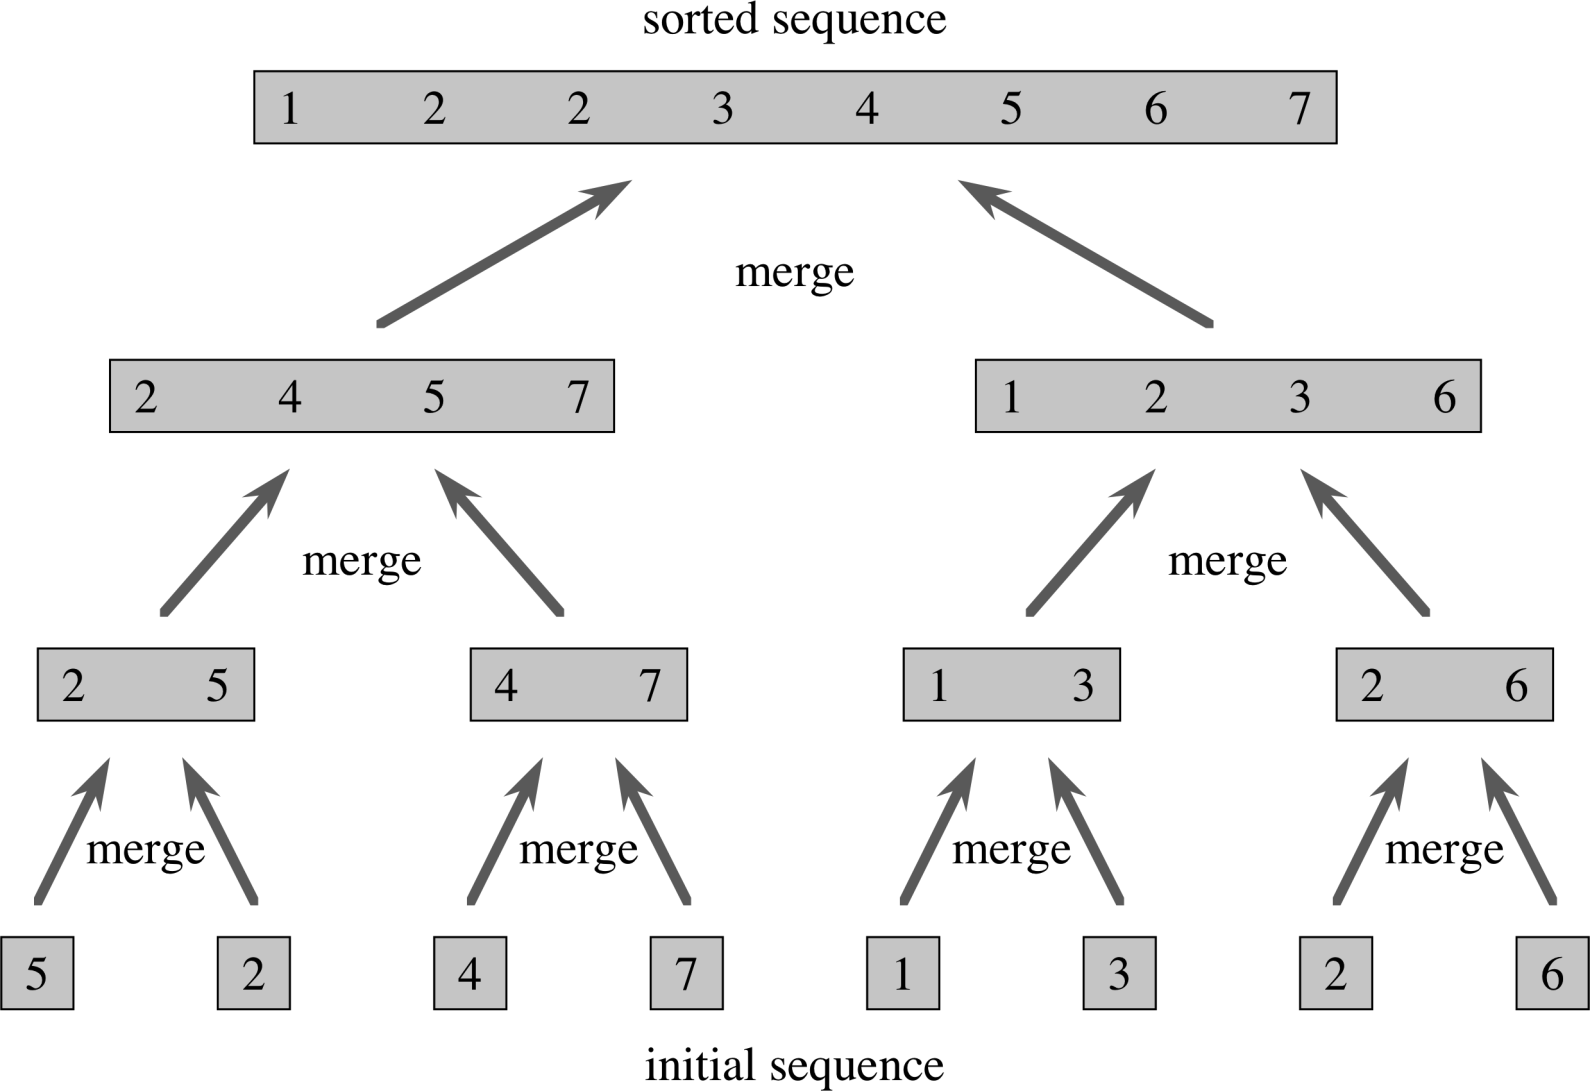 sorted sequence
1 2 2 3 4 5 6 7
merge
2 4 5 7
1 2 3 6
merge
merge
2 5
4 7
1 3
2 6
merge
merge
merge
merge
5
2
4
7
1
3
2
6
initial sequence